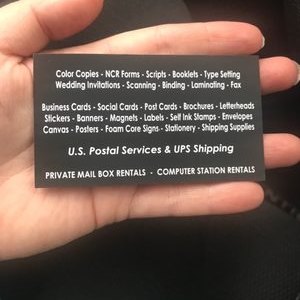 Color Copies - NCR Forms - Scripts - Booklets - Type Setting
Wedding Invitations - Scanning - Binding - Laminating - Fax
Business Cards - Social Cards - Post Cards - Brochures - Letterheads
Stickers - Banners - Magnets - Labels - Self Ink Stamps - Envelopes
Canvas - Posters - Foam Core Signs - Stationery - Shipping Supplies
U.S. Postal Services & UPS Shipping
PRIVATE MAIL BOX RENTALS - COMPUTER STATION RENTALS